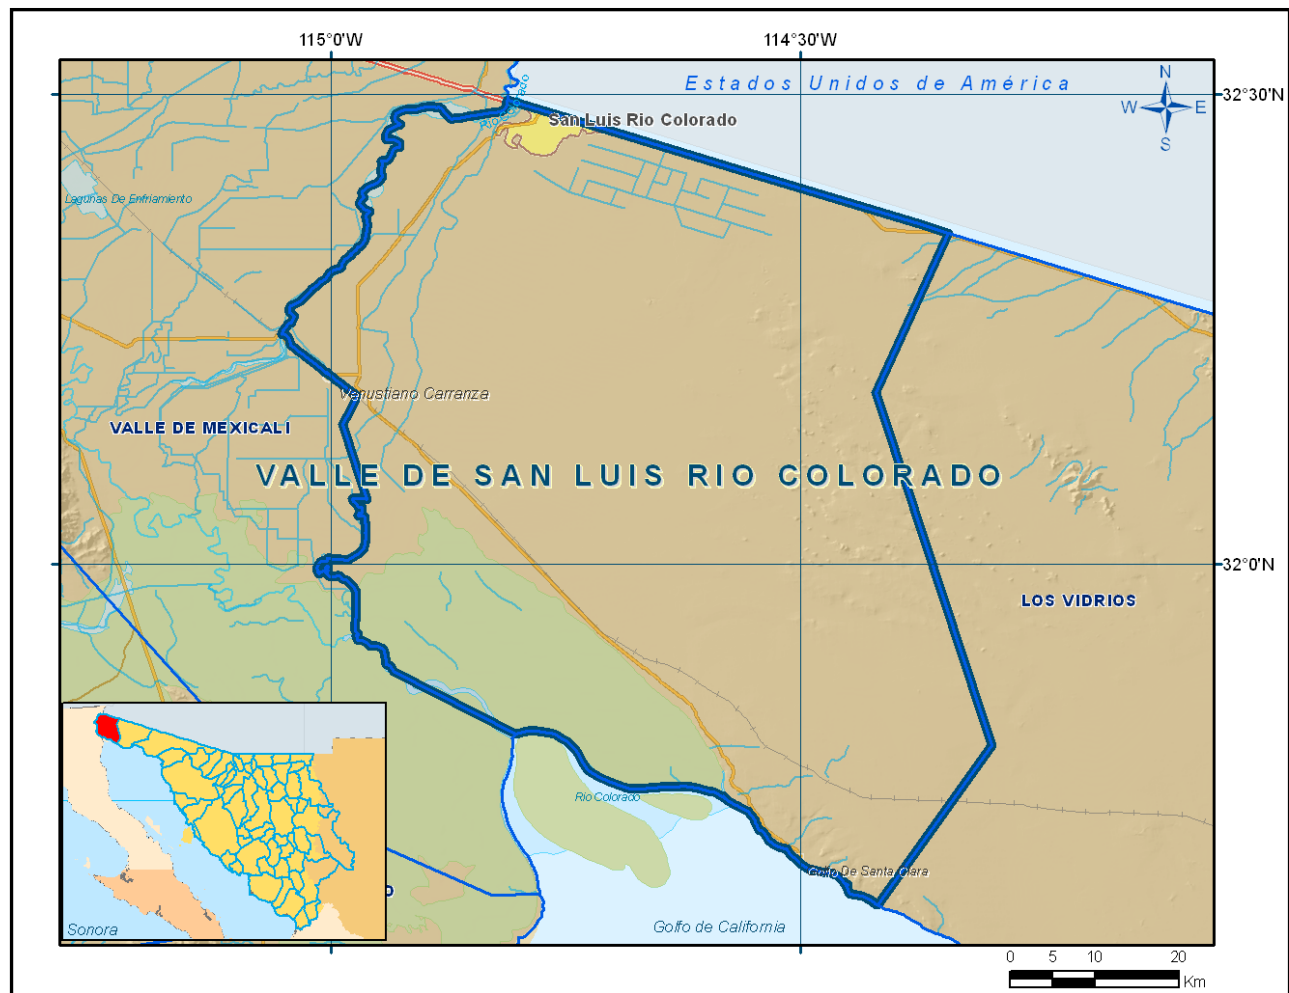 115°0'W
114°30'W
Estados Unidos de América
N
W
E
S
32°30'N
San Luis Rio Colorado
Lagunas De Enfriamiento
Venustiano Carranza
VALLE DE MEXICALI
VALLE DE SAN LUIS RIO COLORADO
32°0'N
LOS VIDRIOS
Rio Colorado
Golfo De Santa Clara
O
Sonora
Golfo de California
0 5 10 20
Km